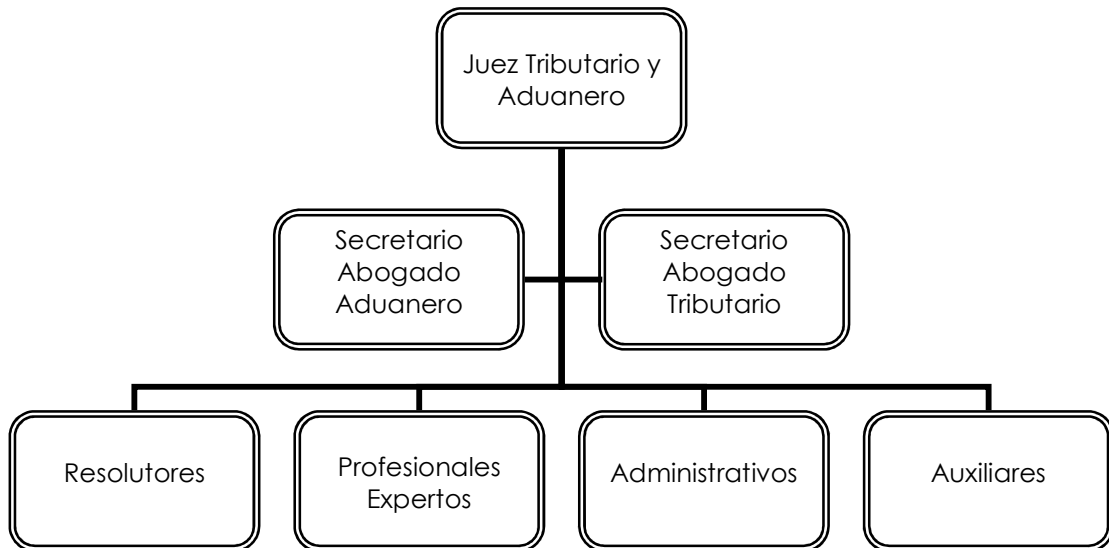 Juez Tributario y
Aduanero
Secretario
Abogado
Aduanero
Secretario
Abogado
Tributario
Resolutores
Profesionales
Expertos
Administrativos
Auxiliares